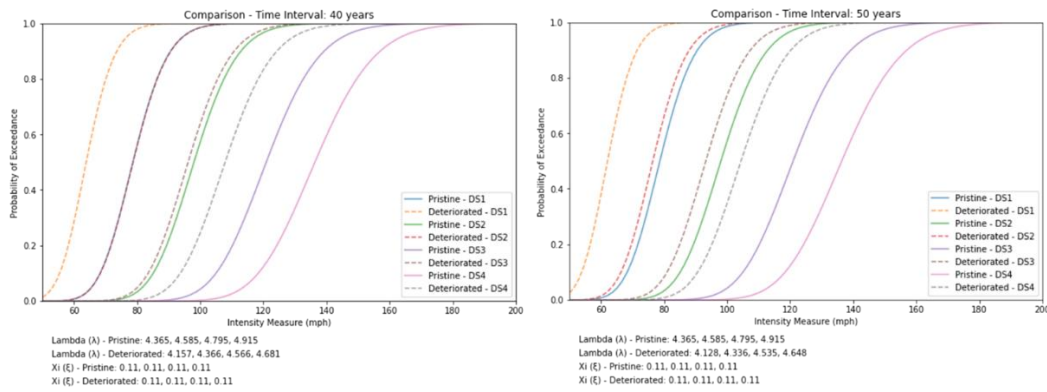 Comparison - Time Interval: 40 years
Probability of Exceedance
1.0
0.8
0.6
0.4
0.2
0.0
60
80
100
120
140
160
180
200
Intensity Measure (mph)
Pristine - DS1
Deteriorated - DS1
Pristine - DS2
Deteriorated - DS2
Pristine - DS3
Deteriorated - DS3
Pristine - DS4
Deteriorated - DS4
Lambda (λ) - Pristine: 4.365, 4.585, 4.795, 4.915
Lambda (λ) - Deteriorated: 4.157, 4.366, 4.566, 4.681
Xi (ξ) - Pristine: 0.11, 0.11, 0.11, 0.11
Xi (ξ) - Deteriorated: 0.11, 0.11, 0.11, 0.11
Comparison - Time Interval: 50 years
Probability of Exceedance
1.0
0.8
0.6
0.4
0.2
0.0
60
80
100
120
140
160
180
200
Intensity Measure (mph)
Pristine - DS1
Deteriorated - DS1
Pristine - DS2
Deteriorated - DS2
Pristine - DS3
Deteriorated - DS3
Pristine - DS4
Deteriorated - DS4
Lambda (λ) - Pristine: 4.365, 4.585, 4.795, 4.915
Lambda (λ) - Deteriorated: 4.128, 4.336, 4.535, 4.648
Xi (ξ) - Pristine: 0.11, 0.11, 0.11, 0.11
Xi (ξ) - Deteriorated: 0.11, 0.11, 0.11, 0.11